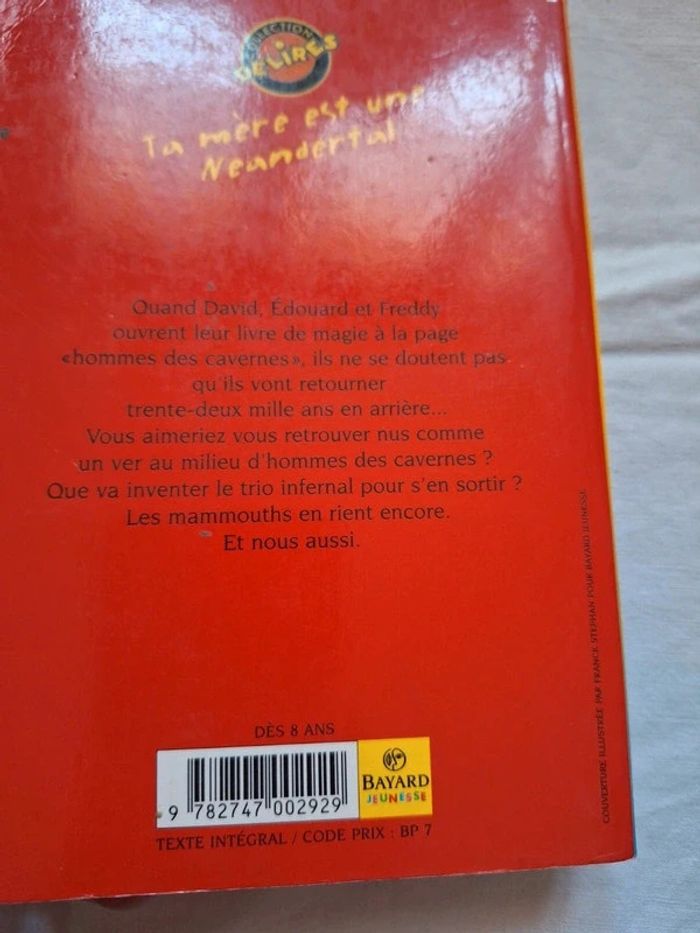 COLLECTION
DÉLIRES
Ta mère est une
Neandertal
Quand David, Édouard et Freddy
ouvrent leur livre de magie à la page
«hommes des cavernes», ils ne se doutent pas
qu'ils vont retourner
trente-deux mille ans en arrière...
Vous aimeriez vous retrouver nus comme
un ver au milieu d'hommes des cavernes ?
Que va inventer le trio infernal pour s'en sortir ?
Les mammouths en rient encore.
Et nous aussi.
COUVERTURE ILLUSTRÉE PAR FRANCK STEPHAN POUR BAYARD JEUNESSE
DÈS 8 ANS
9 782747 002929
BAYARD
JEUNESSE
TEXTE INTÉGRAL / CODE PRIX : BP 7